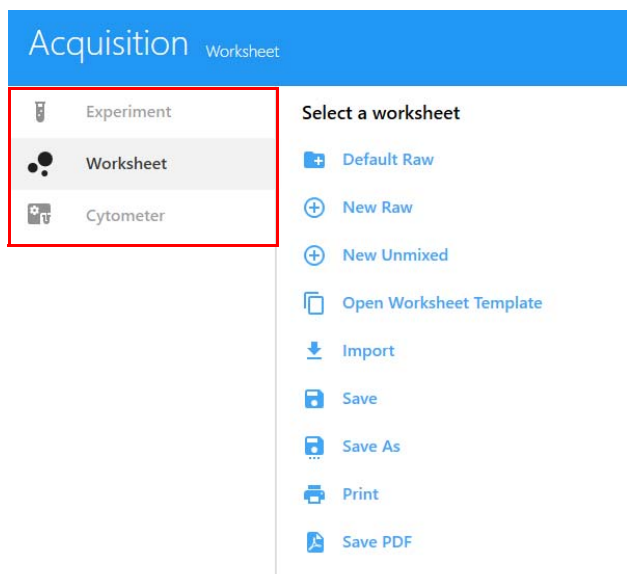 Acquisition Worksheet
Experiment
Worksheet
Cytometer
Select a worksheet
Default Raw
New Raw
New Unmixed
Open Worksheet Template
Import
Save
Save As
Print
Save PDF